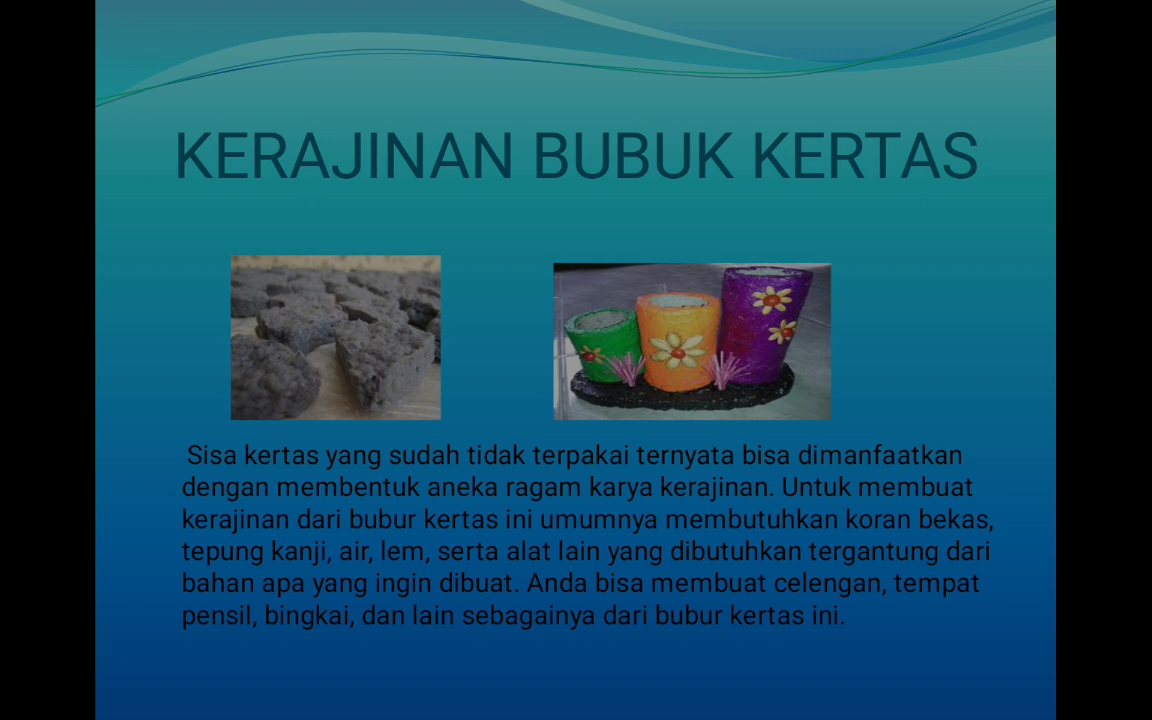 KERAJINAN BUBUK KERTAS
Sisa kertas yang sudah tidak terpakai ternyata bisa dimanfaatkan
dengan membentuk aneka ragam karya kerajinan. Untuk membuat
kerajinan dari bubur kertas ini umumnya membutuhkan koran bekas,
tepung kanji, air, lem, serta alat lain yang dibutuhkan tergantung dari
bahan apa yang ingin dibuat. Anda bisa membuat celengan, tempat
pensil, bingkai, dan lain sebagainya dari bubur kertas ini.